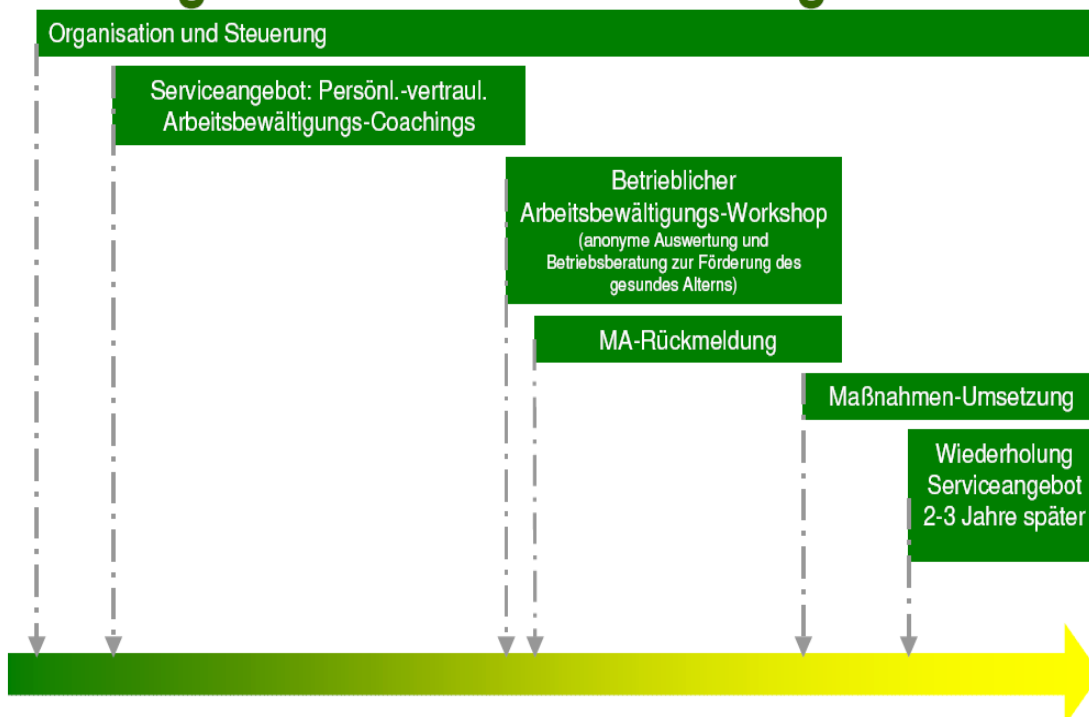 Organisation und Steuerung
Serviceangebot: Persönl.-vertraul.
Arbeitsbewältigungs-Coachings
Betrieblicher
Arbeitsbewältigungs-Workshop
(anonyme Auswertung und
Betriebsberatung zur Förderung des
gesundes Alterns)
MA-Rückmeldung
Maßnahmen-Umsetzung
Wiederholung
Serviceangebot
2-3 Jahre später